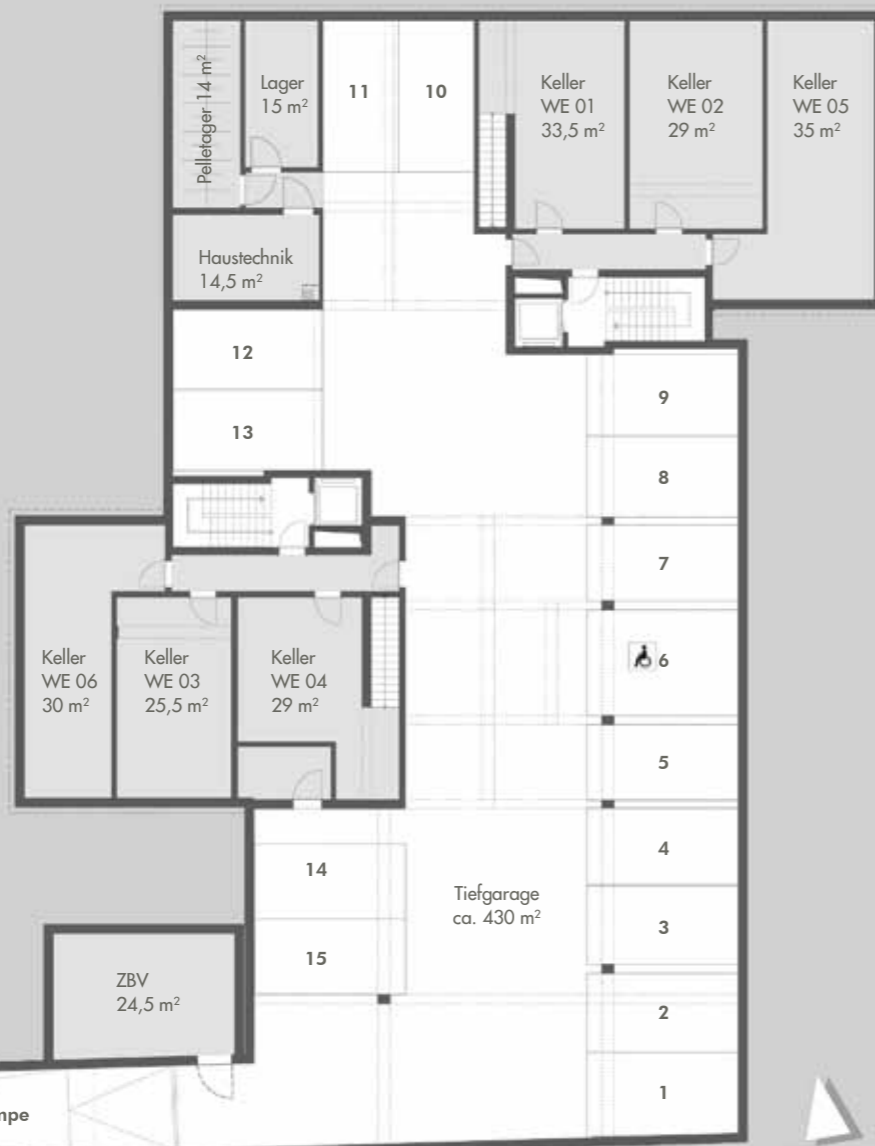 Pelletlager 14 m²
Lager
15 m²
11
10
Keller
WE 01
33,5 m²
Keller
WE 02
29 m²
Keller
WE 05
35 m²
Haustechnik
14,5 m²
12
13
9
8
7
6
5
4
3
2
1
Keller
WE 06
30 m²
Keller
WE 03
25,5 m²
Keller
WE 04
29 m²
14
15
Tiefgarage
ca. 430 m²
ZBV
24,5 m²
mpe